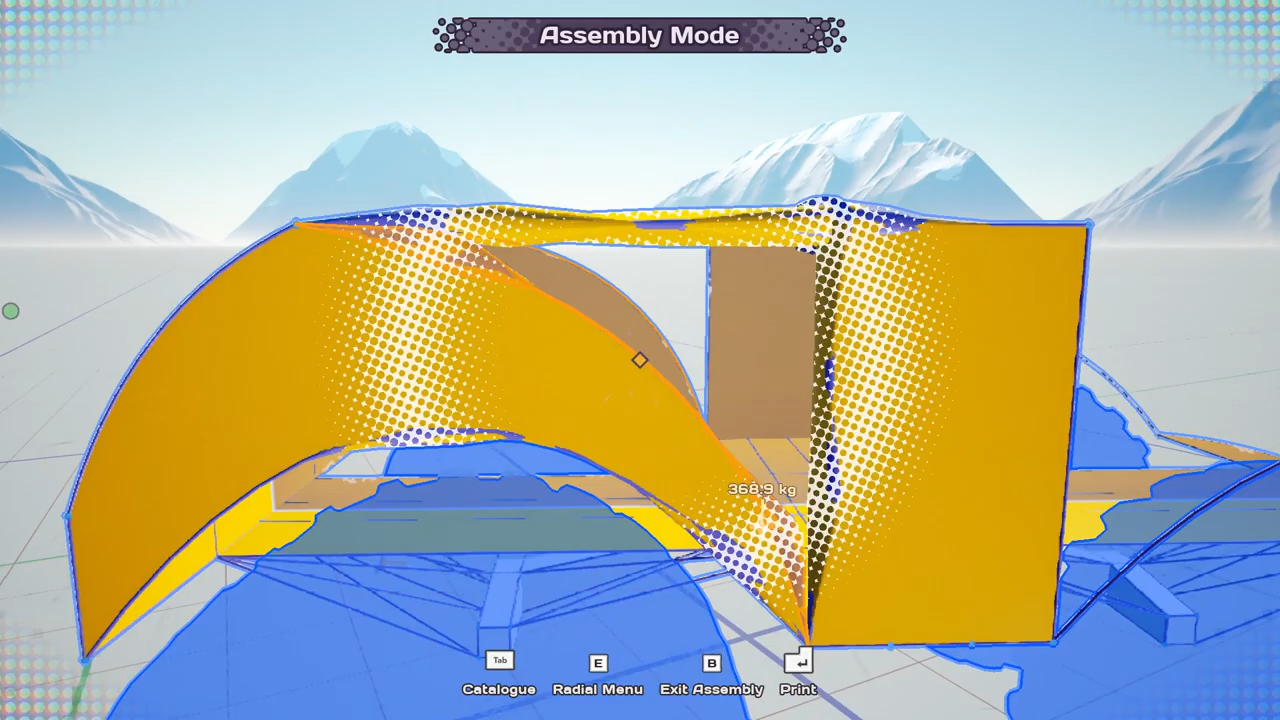 Assembly Mode
368.9 kg
Tab
E
B
Catalogue
Radial Menu
Exit Assembly
Print